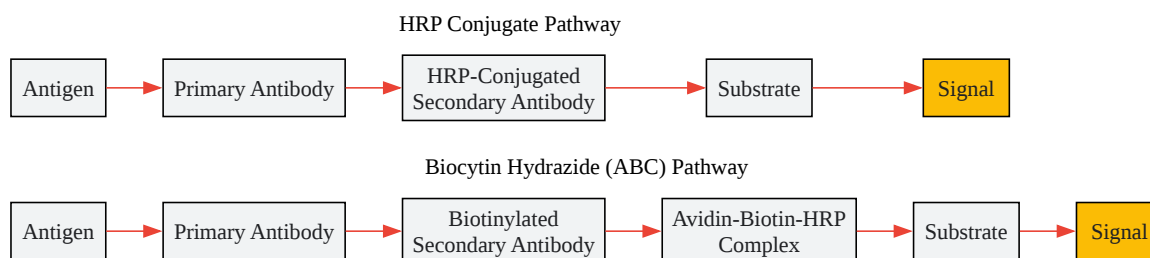 HRP Conjugate Pathway
Antigen
Primary Antibody
HRP-Conjugated
Secondary Antibody
Substrate
Signal
Biocytin Hydrazide (ABC) Pathway
Antigen
Primary Antibody
Biotinylated
Secondary Antibody
Avidin-Biotin-HRP
Complex
Substrate
Signal